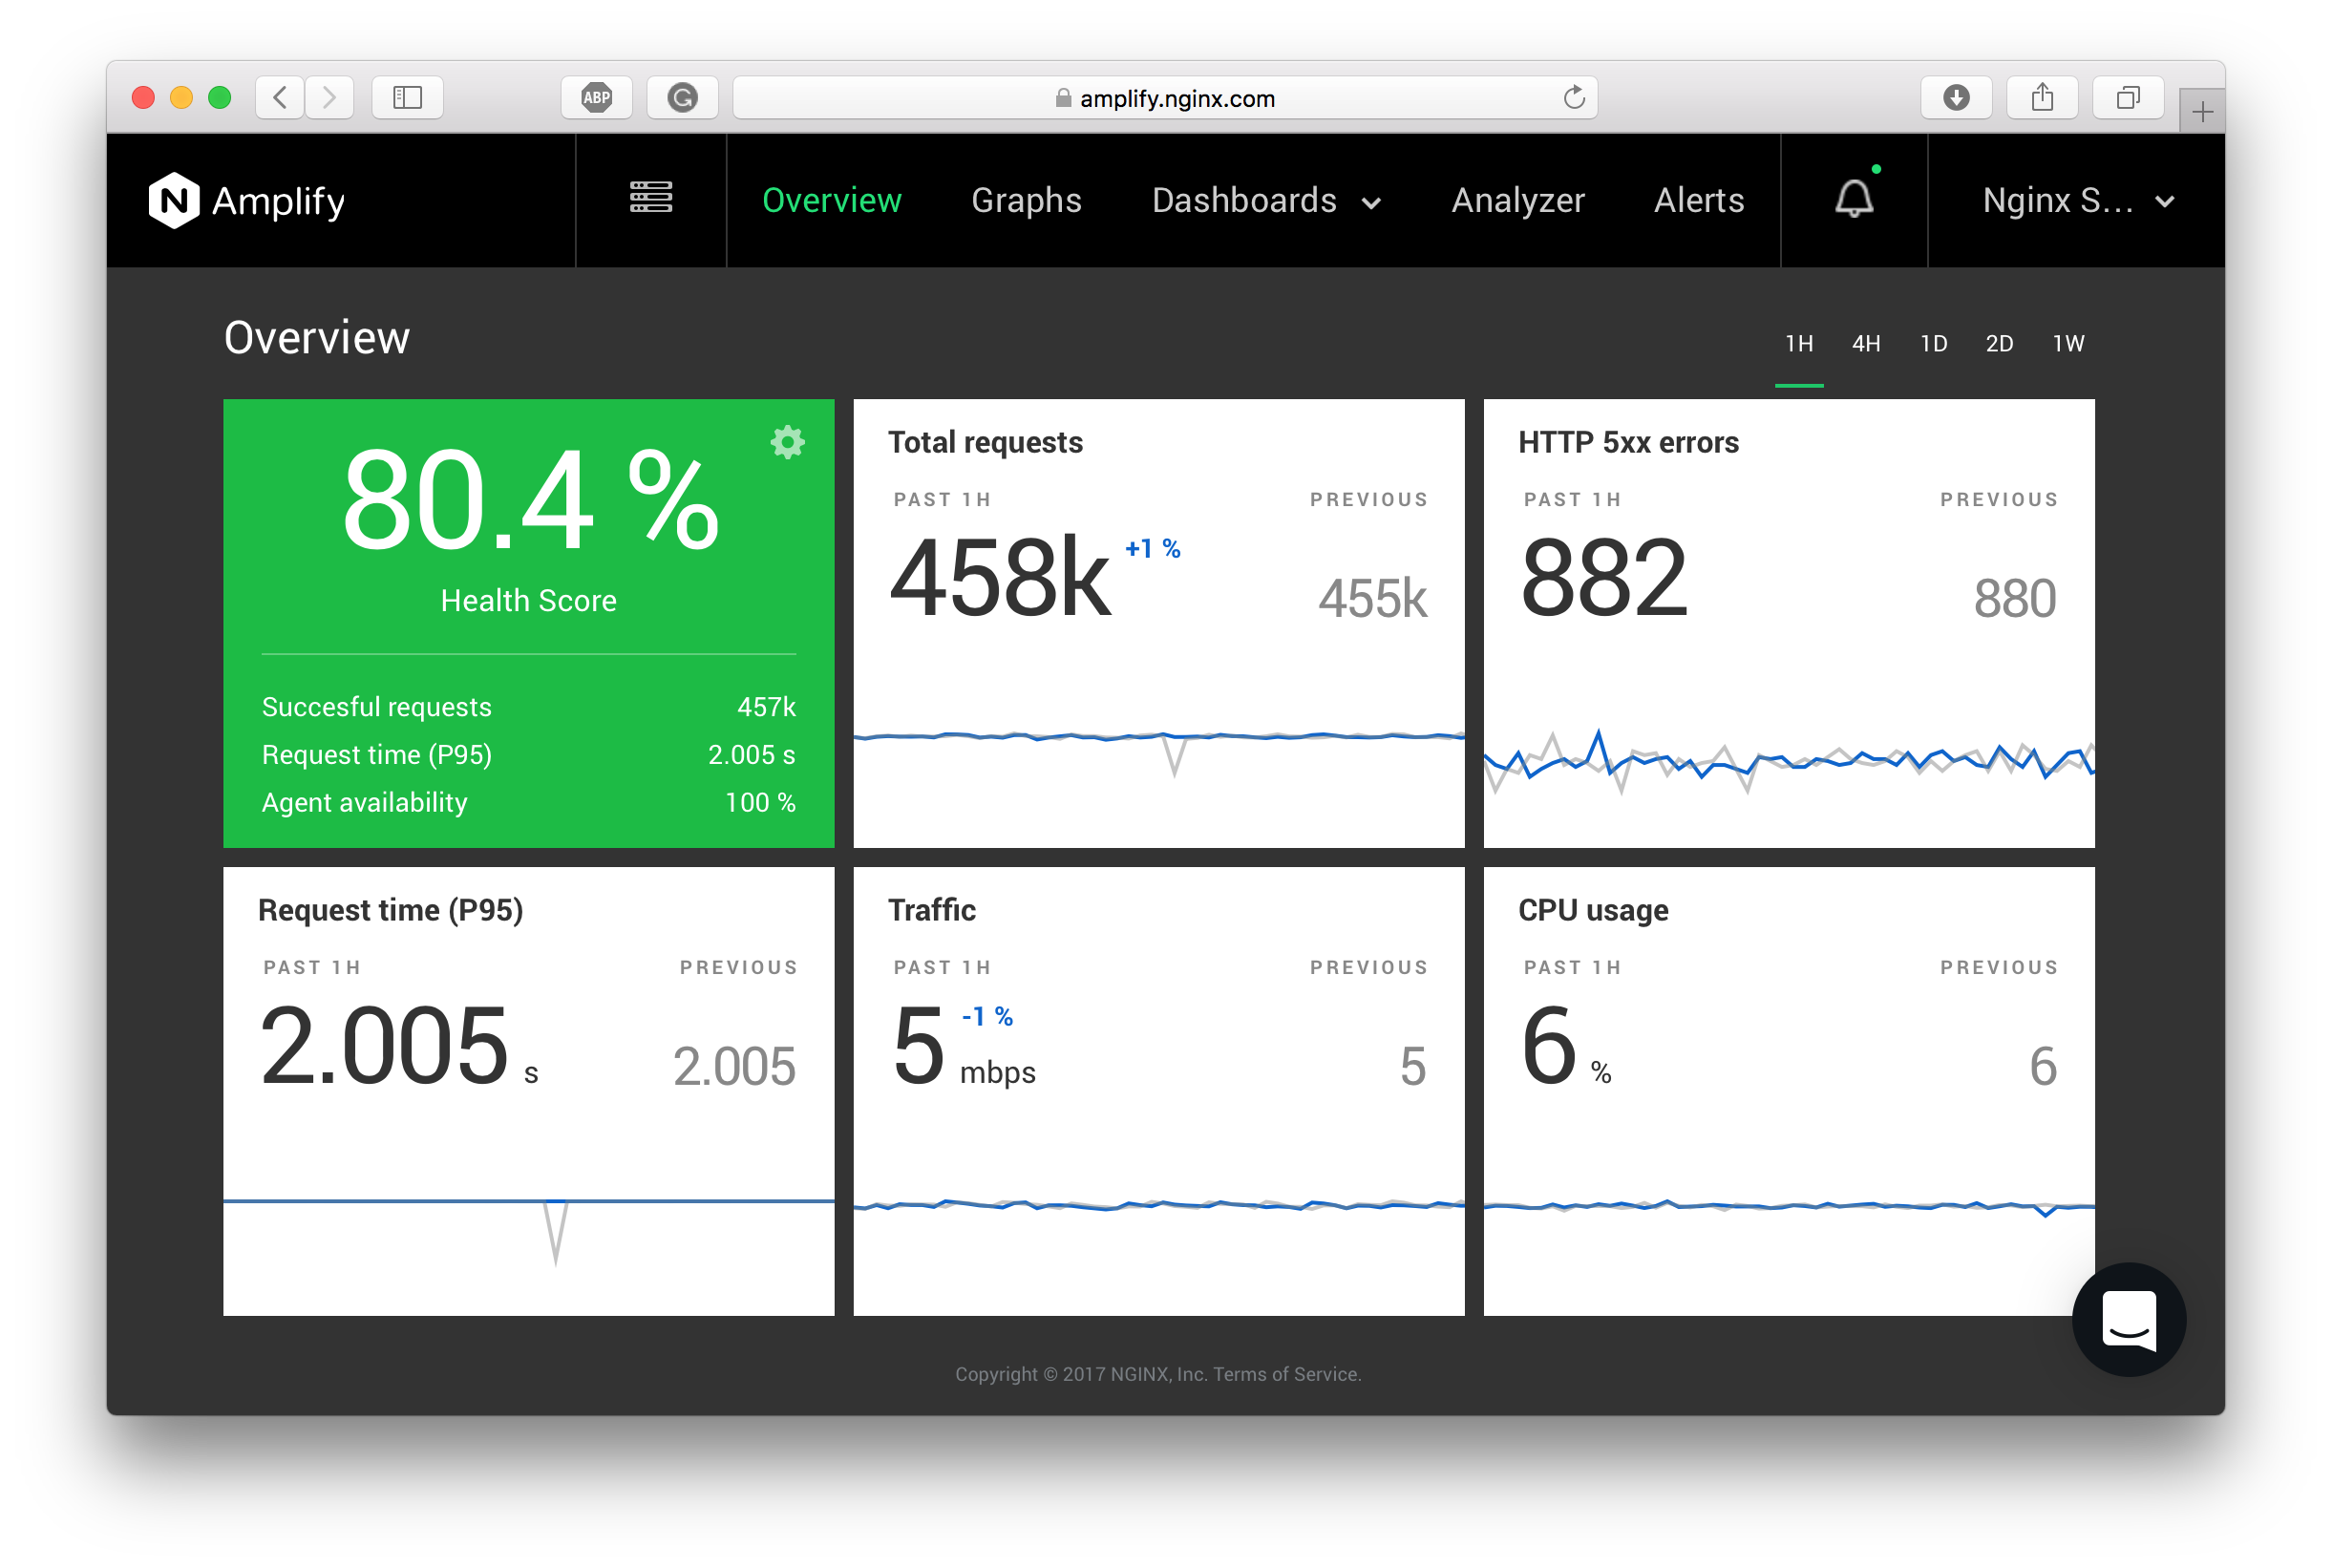 ABP
amplify.nginx.com
N Amplify
Overview Graphs Dashboards Analyzer Alerts
Nginx S...
Overview
1H 4H 1D 2D 1W
80.4 %
Health Score
Succesful requests 457k
Request time (P95) 2.005 s
Agent availability 100 %
Total requests
PAST 1H PREVIOUS
458k +1 % 455k
HTTP 5xx errors
PAST 1H PREVIOUS
882 880
Request time (P95)
PAST 1H PREVIOUS
2.005 s 2.005
Traffic
PAST 1H PREVIOUS
5 -1 % mbps 5
CPU usage
PAST 1H PREVIOUS
6 % 6
Copyright © 2017 NGINX, Inc. Terms of Service.